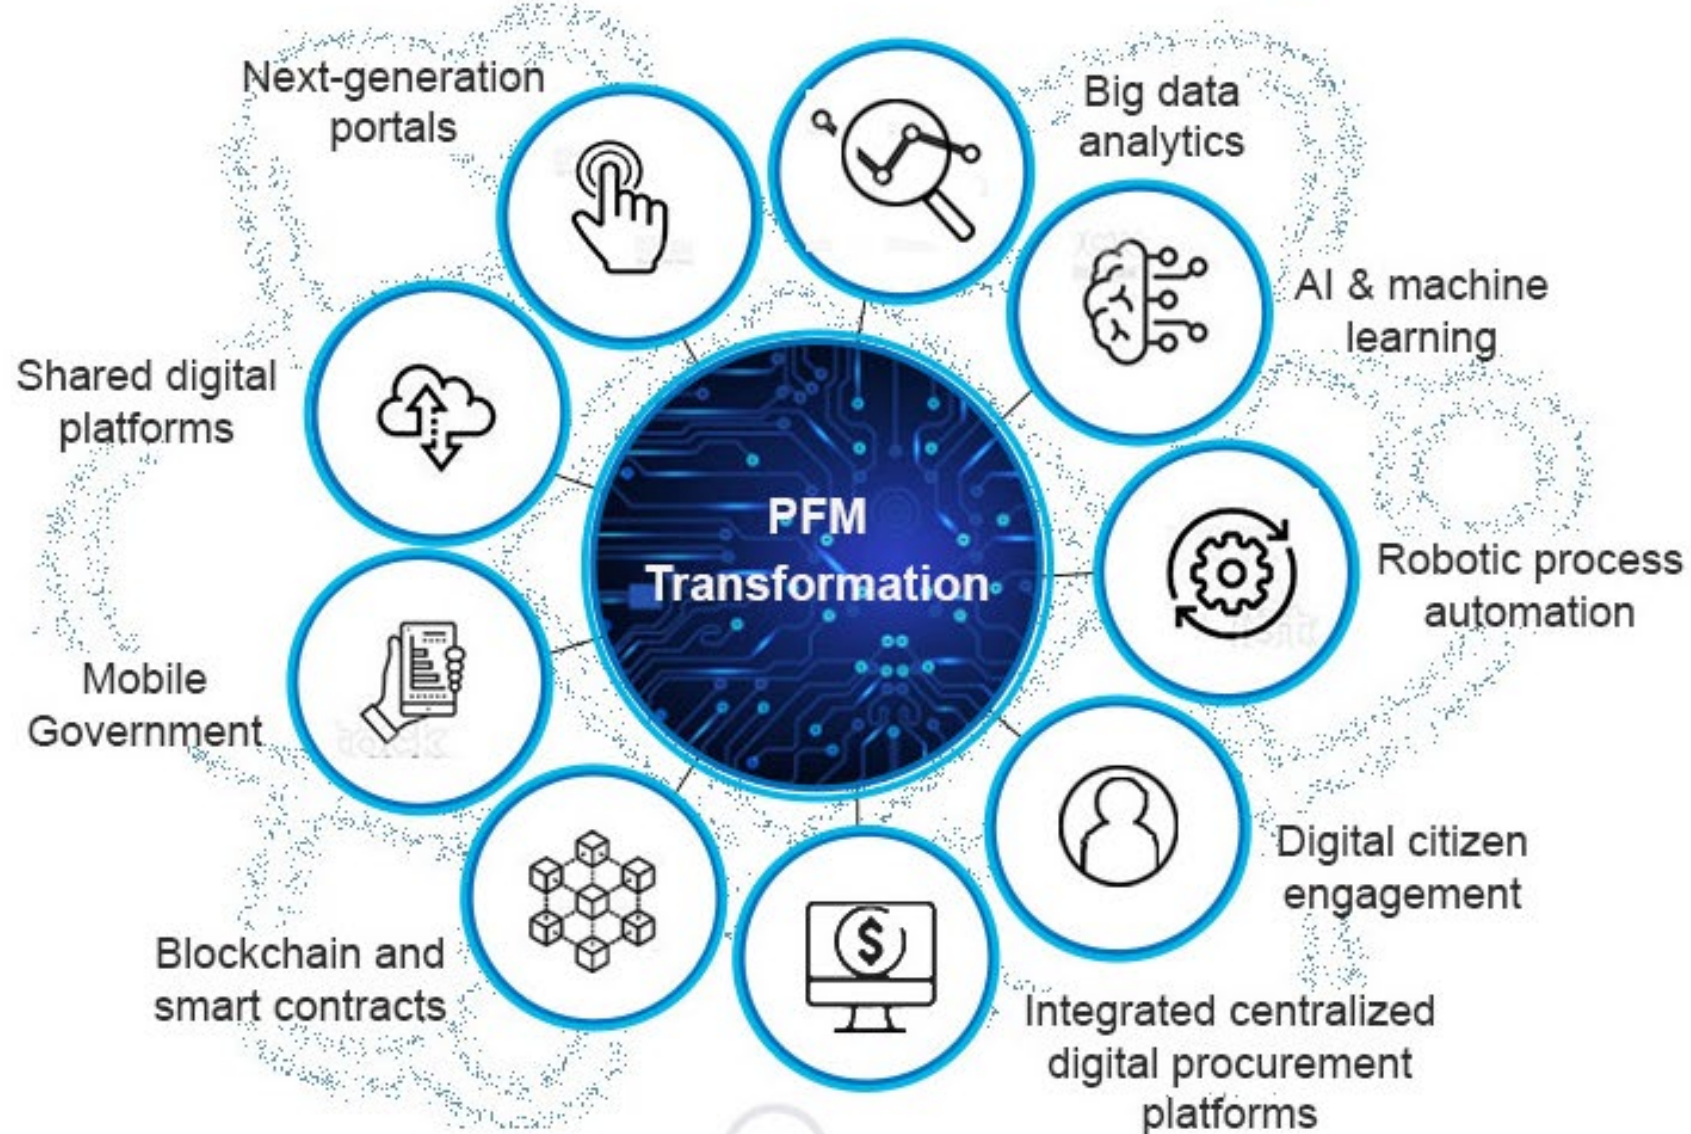 Next-generation
portals
Big data
analytics
AI & machine
learning
Shared digital
platforms
PFM
Transformation
Robotic process
automation
Mobile
Government
Digital citizen
engagement
Blockchain and
smart contracts
Integrated centralized
digital procurement
platforms
$